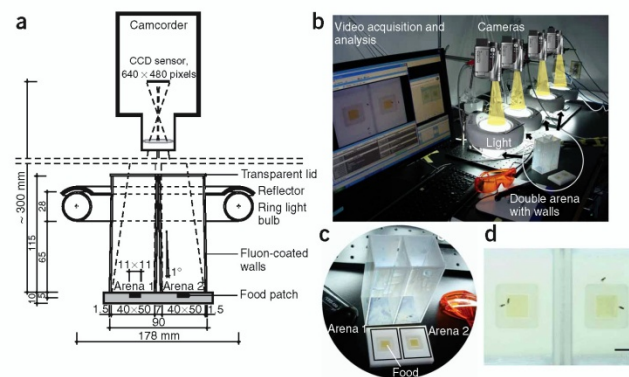 a
Camcorder
CCD sensor,
640 × 480 pixels
~ 300 mm
115
28
65
10
5
Transparent lid
Reflector
Ring light
bulb
Fluon-coated
walls
11×11
1°
Arena 1
Arena 2
Food patch
1.5
40×50
7
40×50
1.5
90
178 mm
b
Video acquisition and
analysis
Cameras
Light
Double arena
with walls
c
Arena 1
Arena 2
Food
d